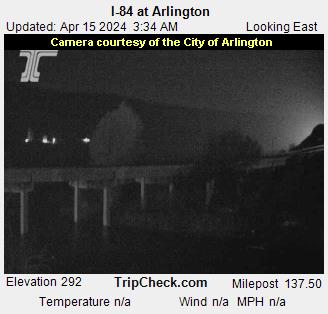 I-84 at Arlington
Updated: Apr 15 2024 3:34 AM Looking East
Camera courtesy of the City of Arlington
Elevation 292 TripCheck.com Milepost 137.50
Temperature n/a Wind n/a MPH n/a